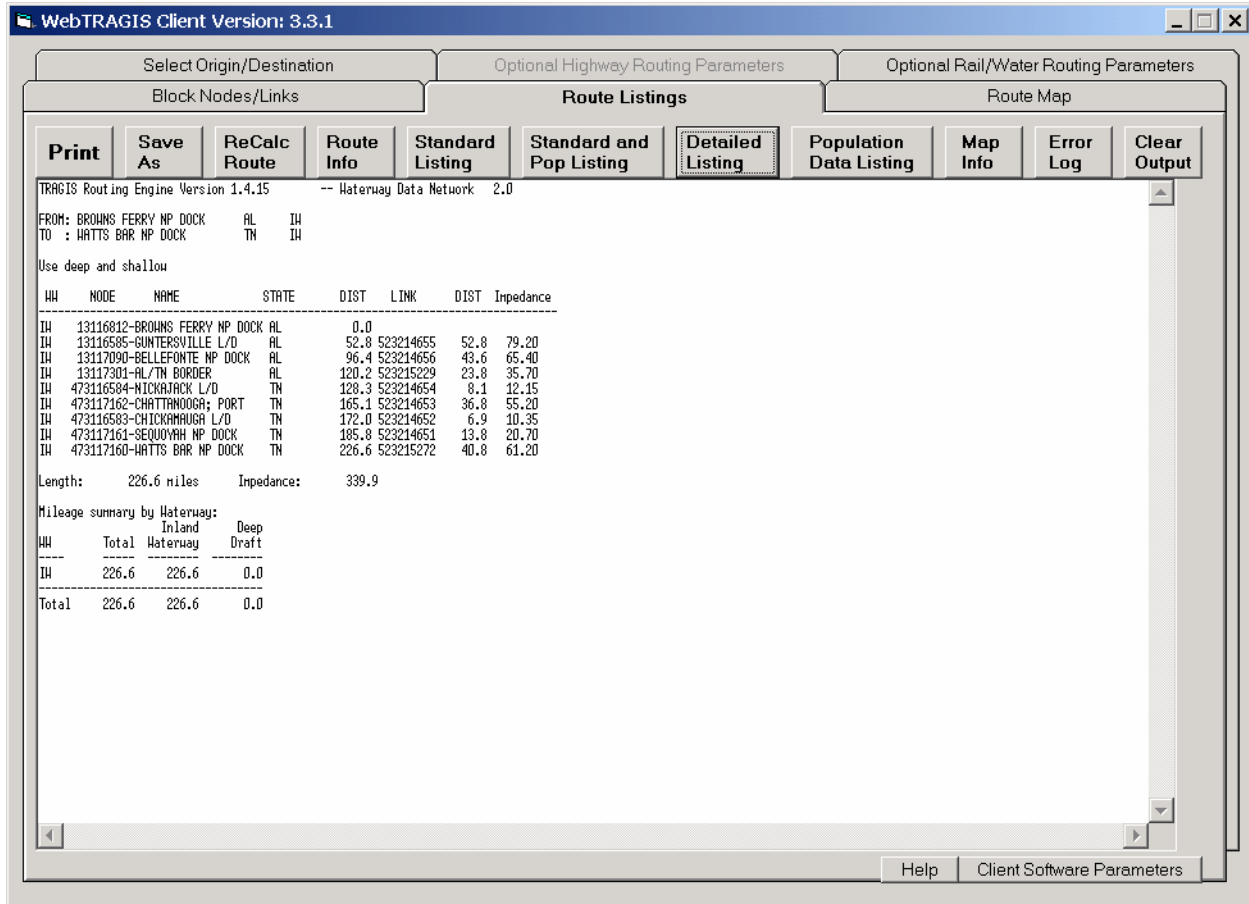 WebTRAGIS Client Version: 3.3.1
Select Origin/Destination Optional Highway Routing Parameters Optional Rail/Water Routing Parameters
Block Nodes/Links Route Listings Route Map
Print Save As ReCalc Route Route Info Standard Listing Standard and Pop Listing Detailed Listing Population Data Listing Map Info Error Log Clear Output
TRAGIS Routing Engine Version 1.4.15 -- Waterway Data Network 2.0
FROM: BROWNS FERRY NP DOCK AL IW
TO : WATTS BAR NP DOCK TN IW
Use deep and shallow
WW NODE NAME STATE DIST LINK DIST Impedance
IW 13116812-BROWNS FERRY NP DOCK AL 0.0
IW 13116585-GUNTERSVILLE L/D AL 52.8 523214655 52.8 79.20
IW 13117090-BELLEFONTE NP DOCK AL 96.4 523214656 43.6 65.40
IW 13117301-AL/TN BORDER AL 120.2 523215229 23.8 35.70
IW 473116584-NICKAJACK L/D TN 128.3 523214654 8.1 12.15
IW 473117162-CHATTANOOGA; PORT TN 165.1 523214653 36.8 55.20
IW 473116583-CHICKAMAUGA L/D TN 172.0 523214652 6.9 10.35
IW 473117161-SEQUOYAH NP DOCK TN 185.8 523214651 13.8 20.70
IW 473117160-WATTS BAR NP DOCK TN 226.6 523215272 40.8 61.20
Length: 226.6 miles Impedance: 339.9
Mileage summary by Waterway:
Inland Deep
WW Total Waterway Draft
IW 226.6 226.6 0.0
Total 226.6 226.6 0.0
Help Client Software Parameters